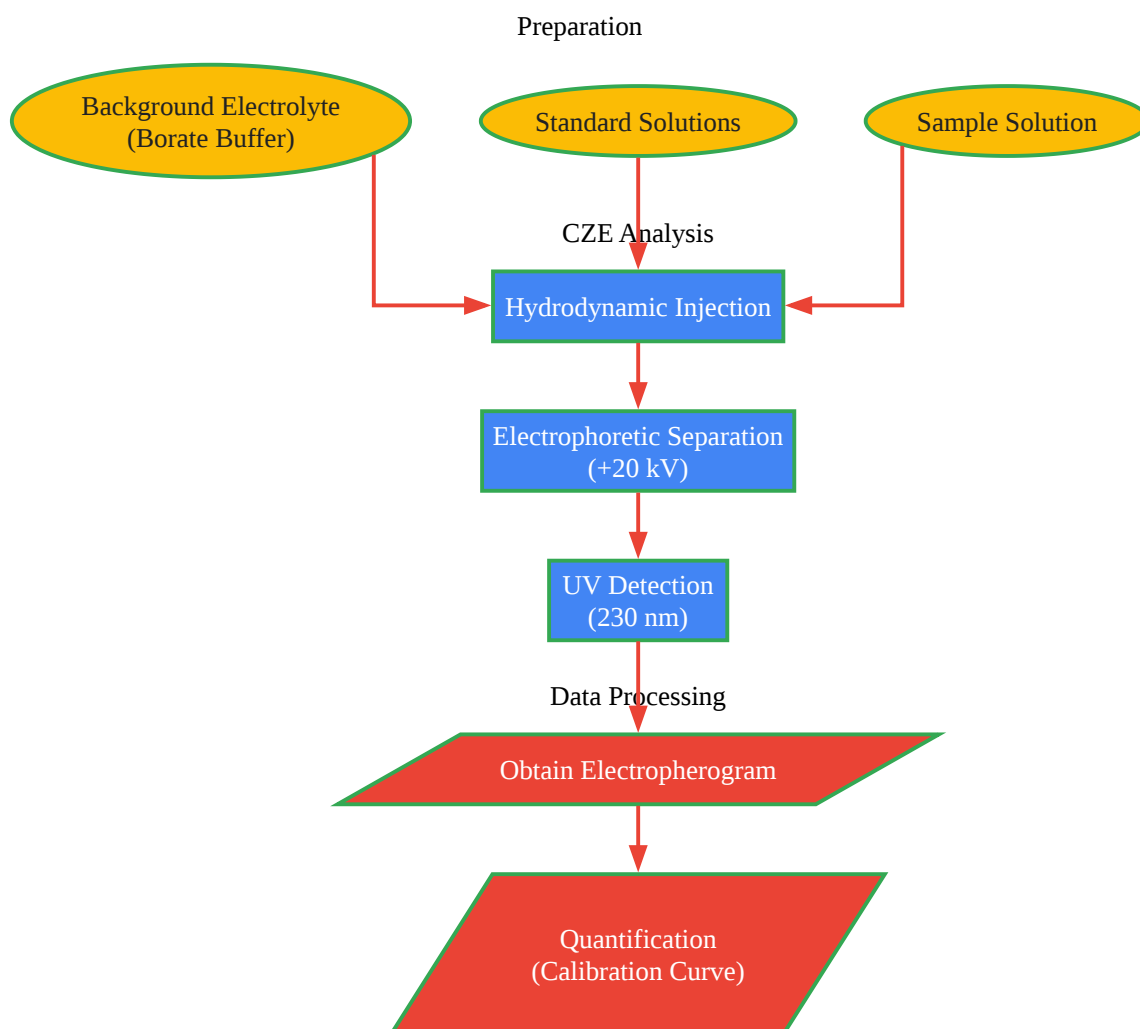 Preparation
Background Electrolyte
(Borate Buffer)
Standard Solutions
Sample Solution
CZE Analysis
Hydrodynamic Injection
Electrophoretic Separation
(+20 kV)
UV Detection
(230 nm)
Data Processing
Obtain Electropherogram
Quantification
(Calibration Curve)